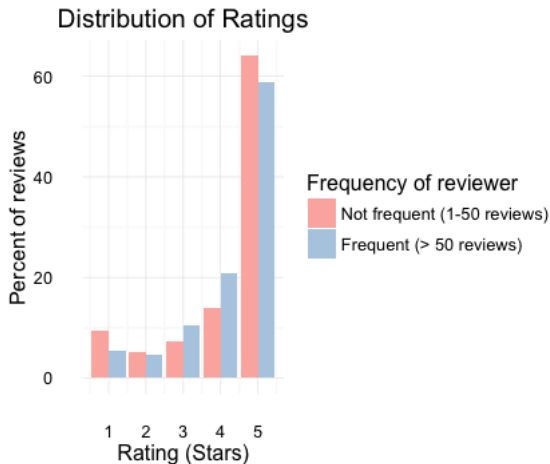 Distribution of Ratings
60
40
20
0
Percent of reviews
1 2 3 4 5
Rating (Stars)
Frequency of reviewer
Not frequent (1-50 reviews)
Frequent (> 50 reviews)